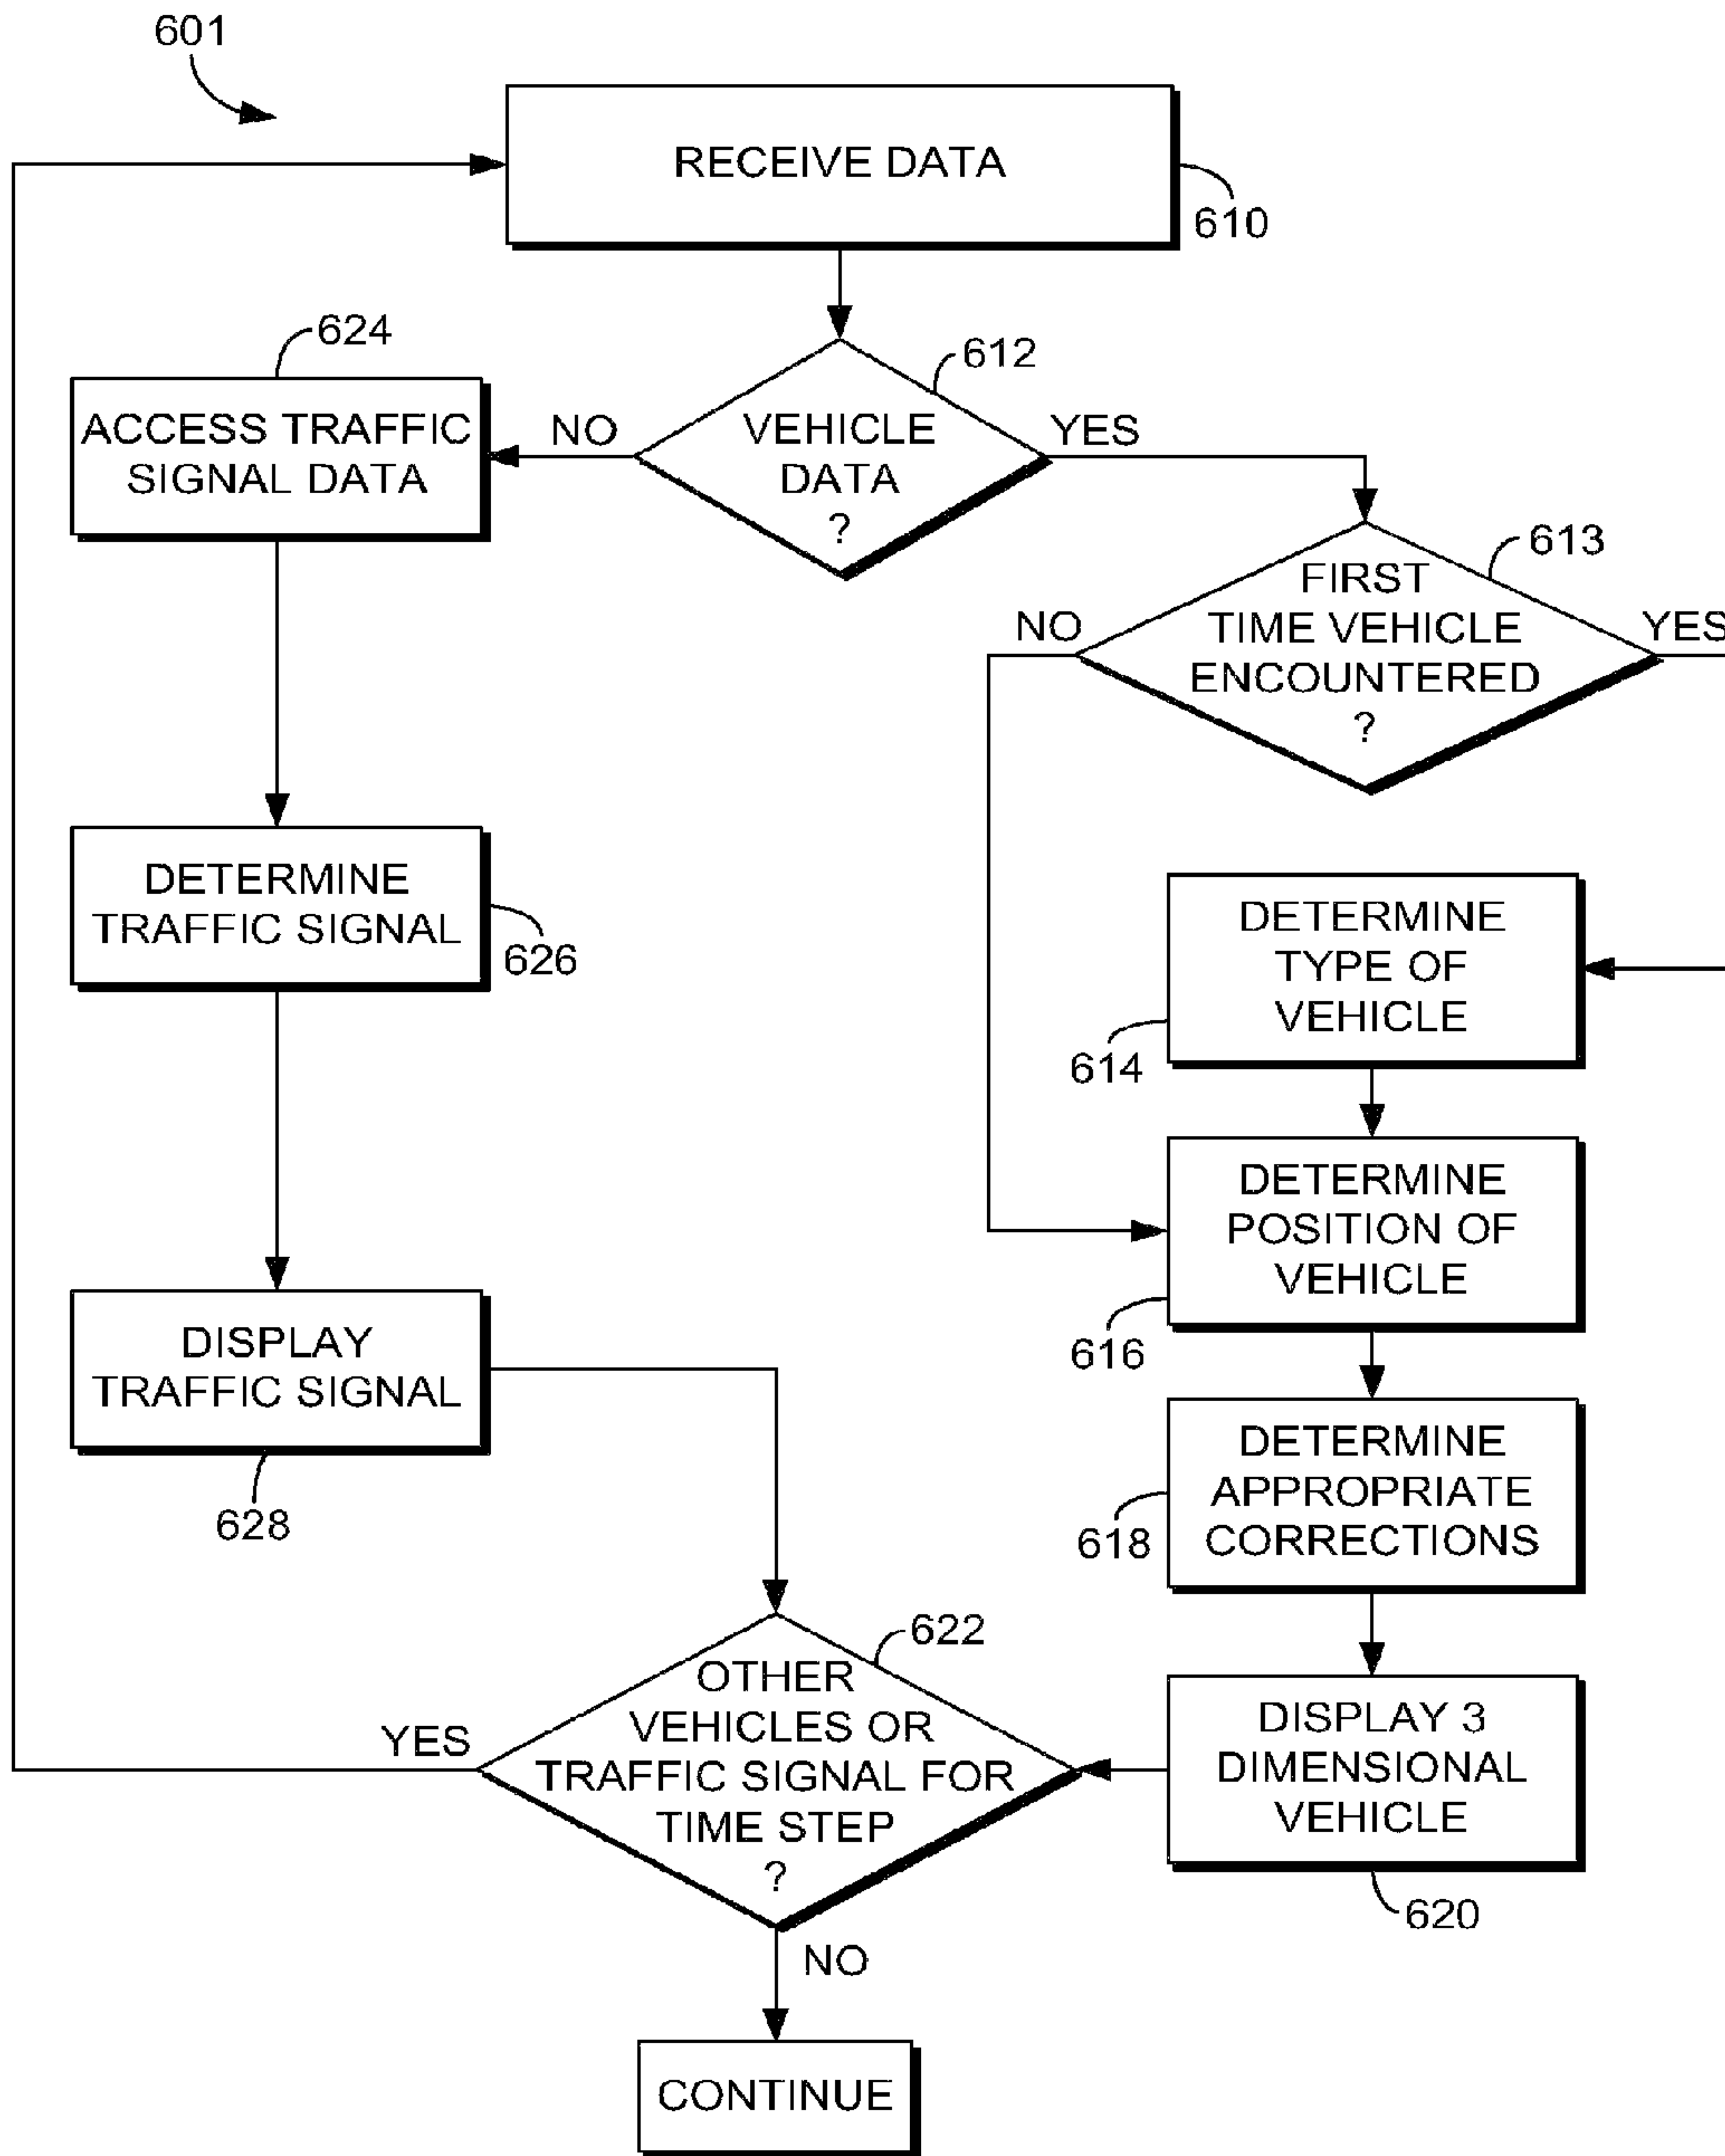 601
RECEIVE DATA
610
624
612
ACCESS TRAFFIC
SIGNAL DATA
NO
VEHICLE
DATA
?
YES
613
FIRST
TIME VEHICLE
ENCOUNTERED
?
NO
YES
DETERMINE
TRAFFIC SIGNAL
626
DETERMINE
TYPE OF
VEHICLE
614
DETERMINE
POSITION OF
VEHICLE
616
DISPLAY
TRAFFIC SIGNAL
628
DETERMINE
APPROPRIATE
CORRECTIONS
618
622
OTHER
VEHICLES OR
TRAFFIC SIGNAL FOR
TIME STEP
?
YES
DISPLAY 3
DIMENSIONAL
VEHICLE
620
NO
CONTINUE